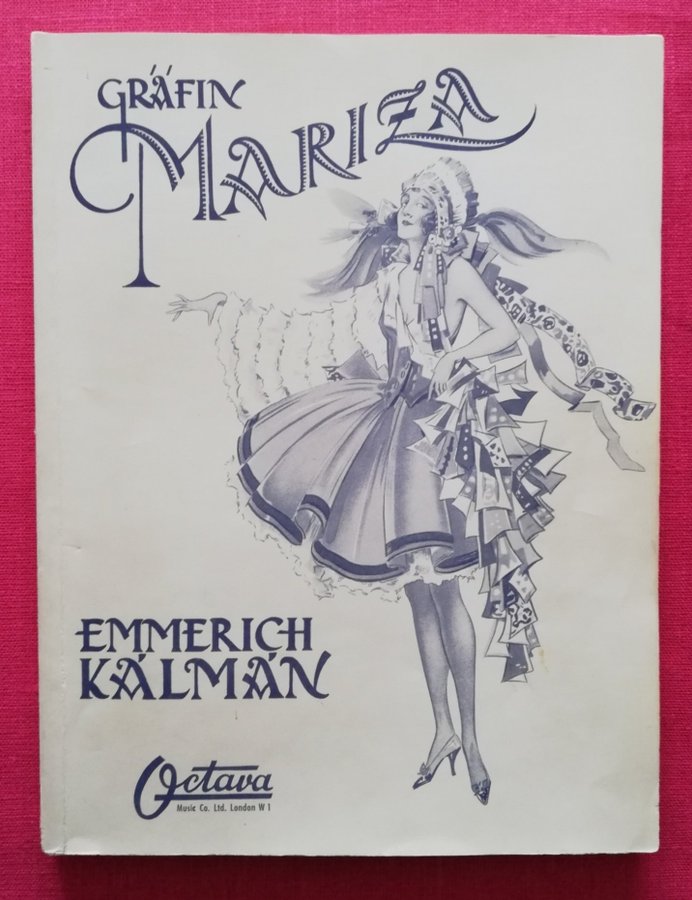 GRÄFIN
MARIZA
EMMERICH
KÁLMÁN
Octava
Music Co. Ltd. London W 1